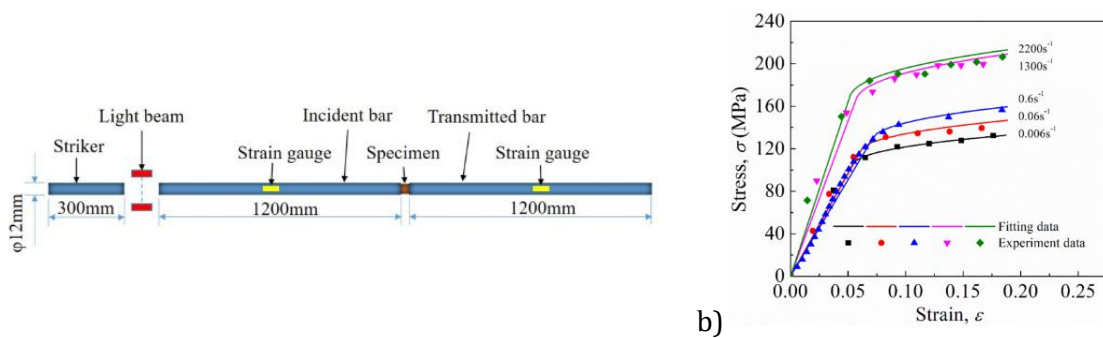 Light beam
Incident bar
Transmitted bar
Striker
Strain gauge
Specimen
Strain gauge
φ12mm
300mm
1200mm
1200mm
b)
Stress, σ (MPa)
240
200
160
120
80
40
0
2200s⁻¹
1300s⁻¹
0.6s⁻¹
0.06s⁻¹
0.006s⁻¹
Fitting data
Experiment data
0.00 0.05 0.10 0.15 0.20 0.25
Strain, ε